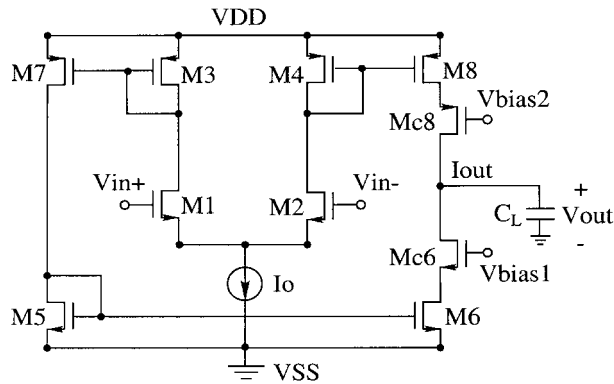 VDD
M7
M3
M4
M8
Mc8
Vbias2
Vin+
M1
M2
Vin-
Iout
CL
+
Vout
-
Io
Mc6
Vbias1
M5
M6
VSS